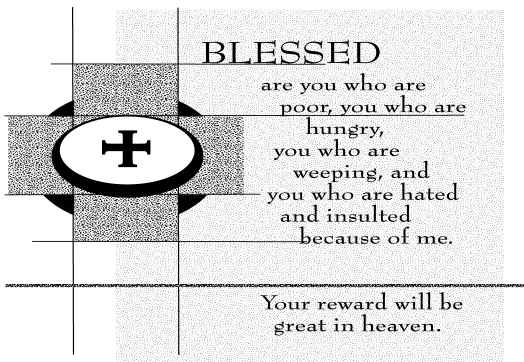 BLESSED
are you who are
poor, you who are
hungry,
you who are
weeping, and
you who are hated
and insulted
because of me.
Your reward will be
great in heaven.